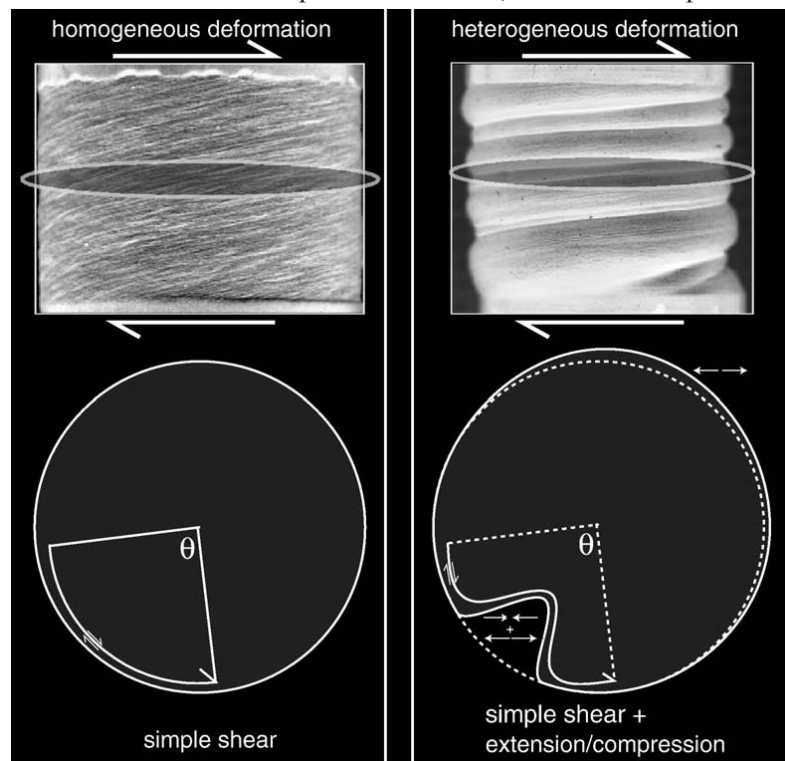 homogeneous deformation
heterogeneous deformation
θ
θ
+
simple shear
simple shear +
extension/compression